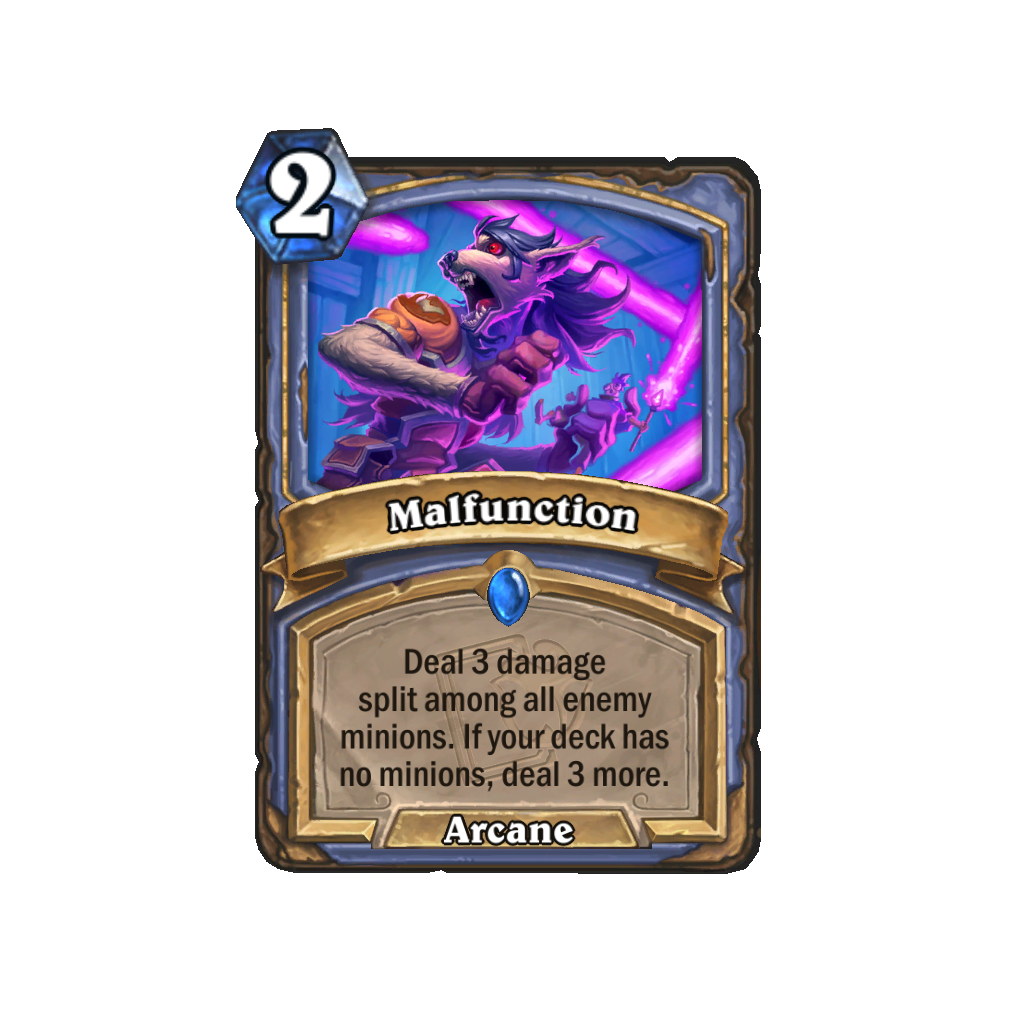 2
Malfunction
Deal 3 damage
split among all enemy
minions. If your deck has
no minions, deal 3 more.
Arcane